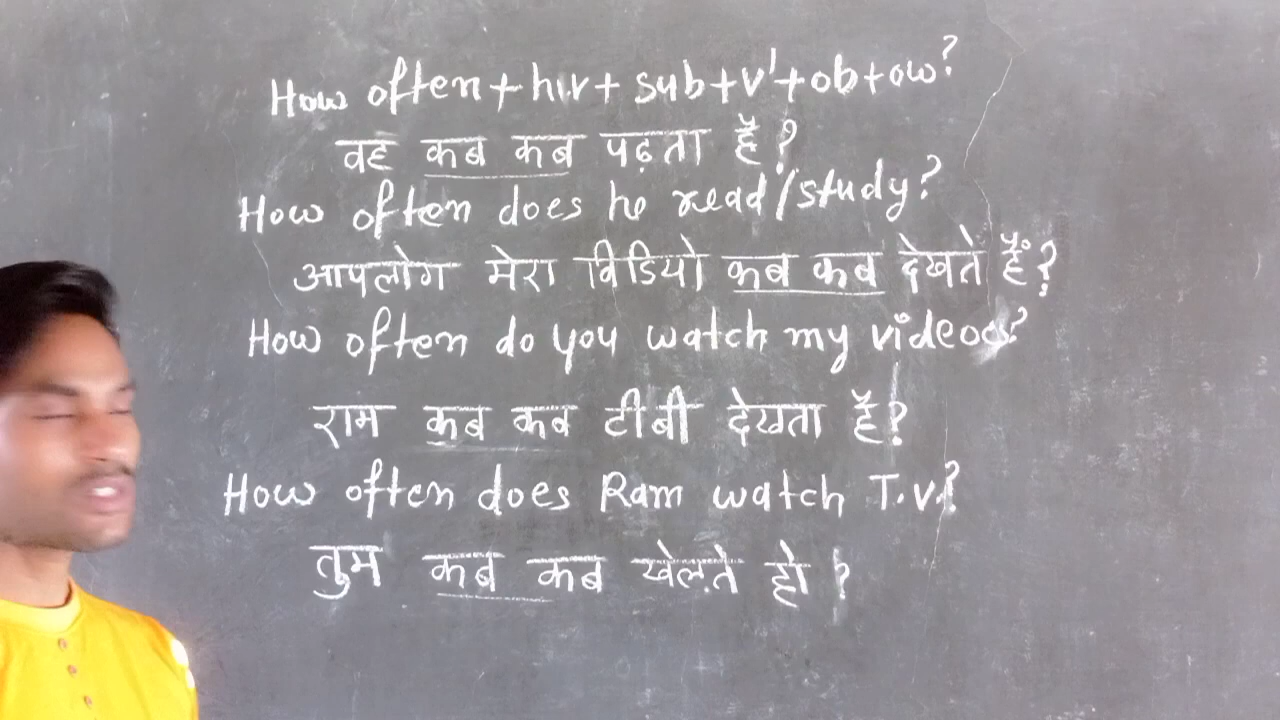 How often + h.v + sub + v¹ + ob + ow?
वह कब कब पढ़ता है?
How often does he read/study?
आपलोग मेरा विडियो कब कब देखते हैं?
How often do you watch my videos?
राम कब कब टीबी देखता है?
How often does Ram watch T.V.?
तुम कब कब खेलते हो?